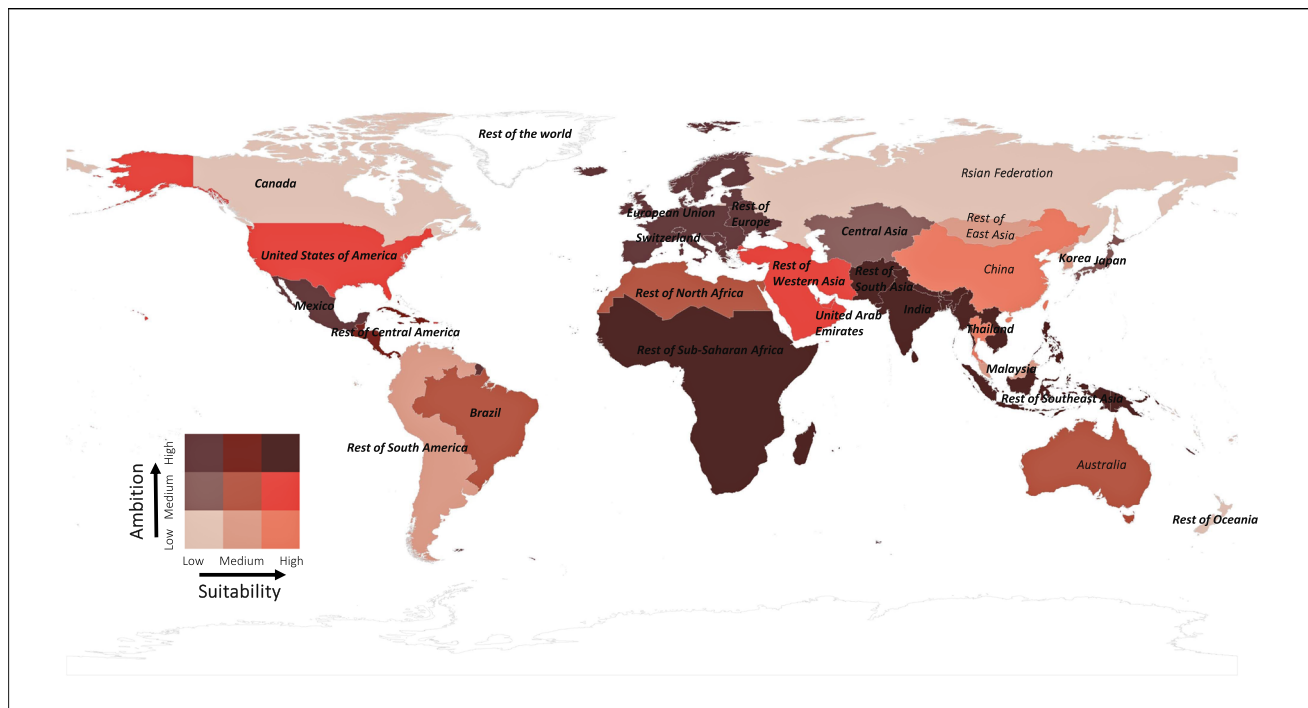 Rest of the world
Canada
Rsian Federation
European Union
Rest of
Europe
Switzerland
Central Asia
Rest of
East Asia
Korea
Japan
China
United States of America
Rest of
Western Asia
Rest of
South Asia
Mexico
Rest of North Africa
India
United Arab
Emirates
Thailand
Rest of Central America
Rest of Sub-Saharan Africa
Malaysia
Rest of Southeast Asia
Brazil
Rest of South America
Australia
Rest of Oceania
Ambition
High
Medium
Low
Low
Medium
High
Suitability